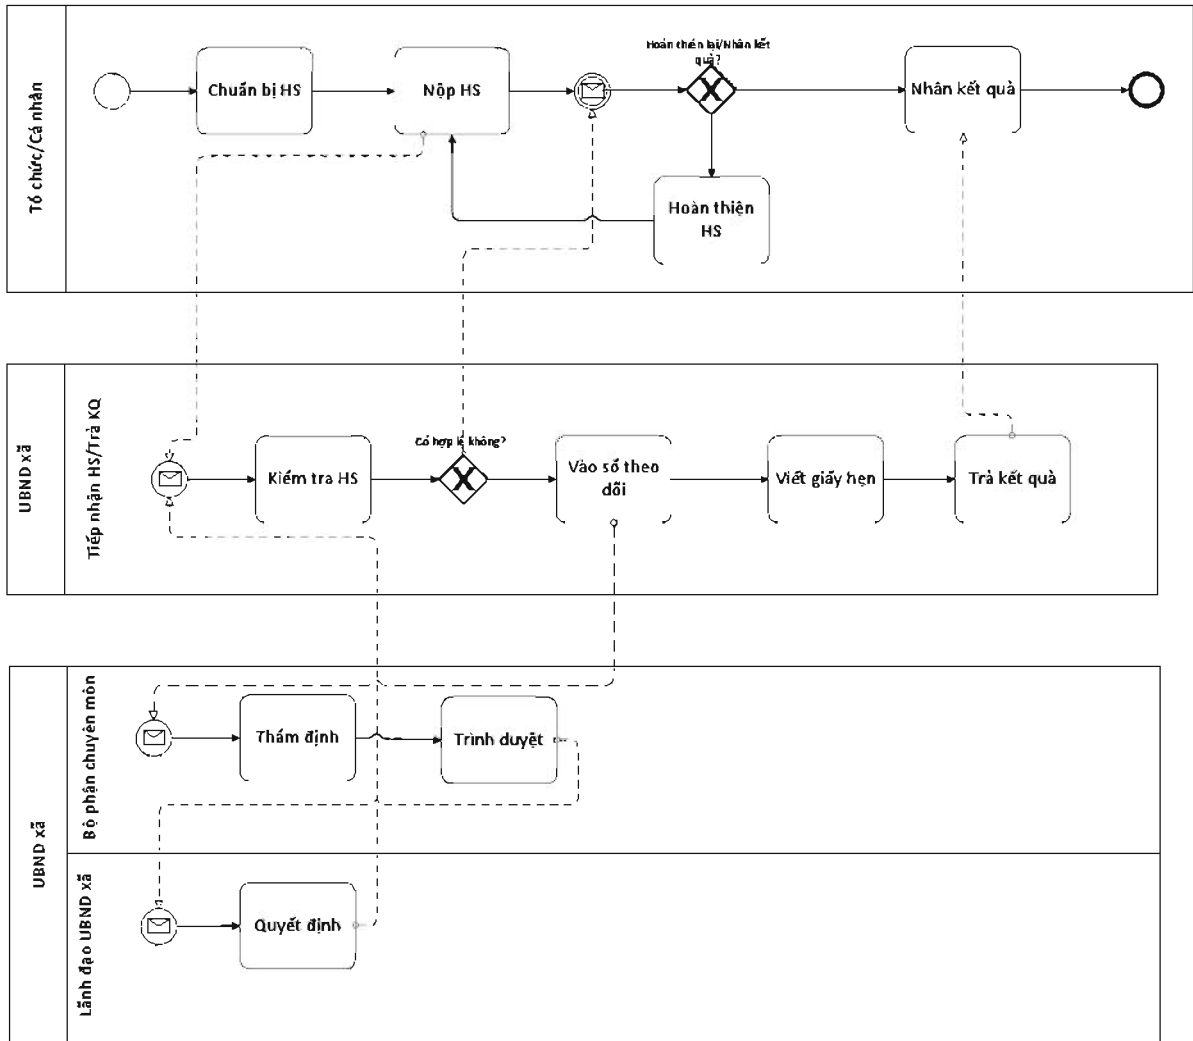 Tổ chức/Cá nhân
Chuẩn bị HS
Nộp HS
Hoàn thiện lại/Nhân kết
quả?
Nhân kết quả
Hoàn thiện
HS
UBND xã
Tiếp nhận HS/Trả KQ
Kiểm tra HS
Có hợp lệ không?
Vào sổ theo
dõi
Viết giấy hẹn
Trả kết quả
UBND xã
Bộ phận chuyên môn
Thẩm định
Trình duyệt
Lãnh đạo UBND xã
Quyết định